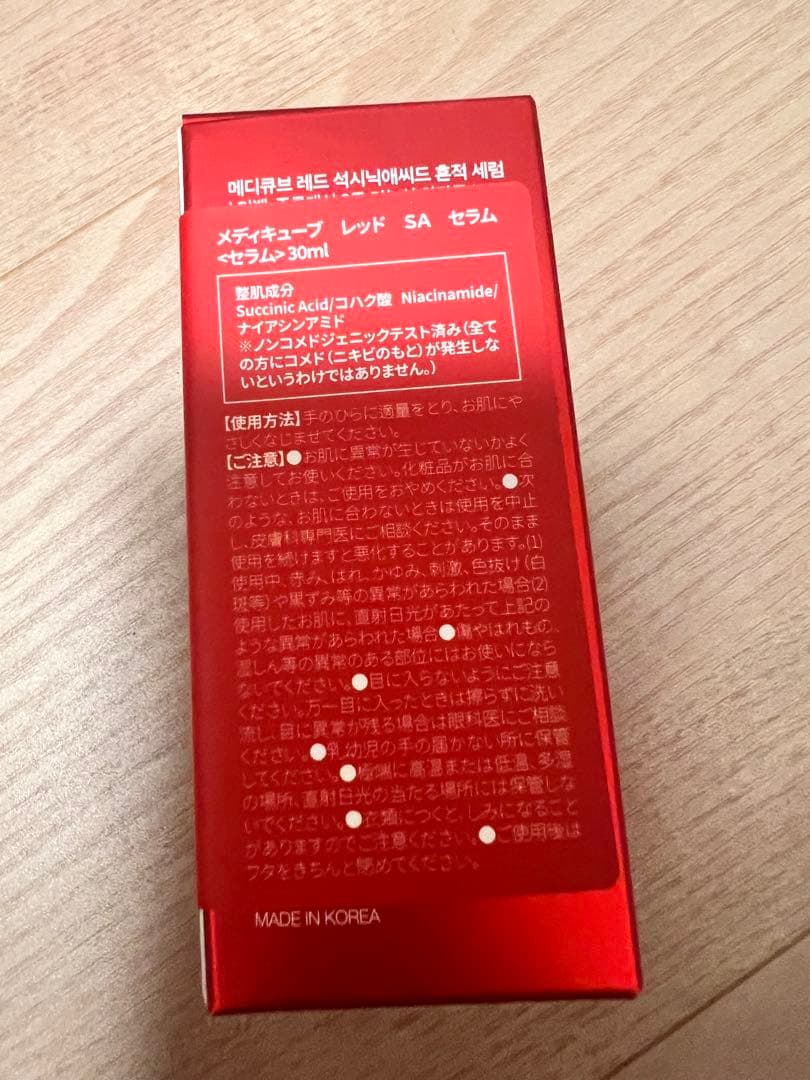 메디큐브 레드 석시닉애씨드 흔적 세럼
メディキューブ　レッド　SA　セラム
<セラム>30ml
整肌成分
Succinic Acid/コハク酸 Niacinamide/
ナイアシンアミド
※ノンコメドジェニックテスト済み(全て
の方にコメド(ニキビのもと)が発生しな
いというわけではありません。)
【使用方法】手のひらに適量をとり、お肌にや
さしくなじませてください。
【ご注意】●お肌に異常が生じていないかよく
注意してお使いください。化粧品がお肌に合
わないときは、ご使用をおやめください。●次
のような、お肌に合わないときは使用を中止
し、皮膚科専門医にご相談ください。そのまま
使用を続けますと悪化することがあります。(1)
使用中、赤み、はれ、かゆみ、刺激、色抜け(白
斑等)や黒ずみ等の異常があらわれた場合(2)
使用したお肌に、直射日光があたって上記の
ような異常があらわれた場合●傷やはれもの、
湿しん等の異常のある部位にはお使いになら
ないでください。●目に入らないようにご注意
ください。万一目に入ったときは擦らずに洗い
流し、目に異常が残る場合は眼科医にご相談
ください。●乳幼児の手の届かない所に保管
してください。●極端に高温または低温、多湿
の場所、直射日光の当たる場所には保管しな
いでください。●衣類につくと、しみになること
がありますのでご注意ください。●ご使用後は
フタをきちんと閉めてください。
MADE IN KOREA